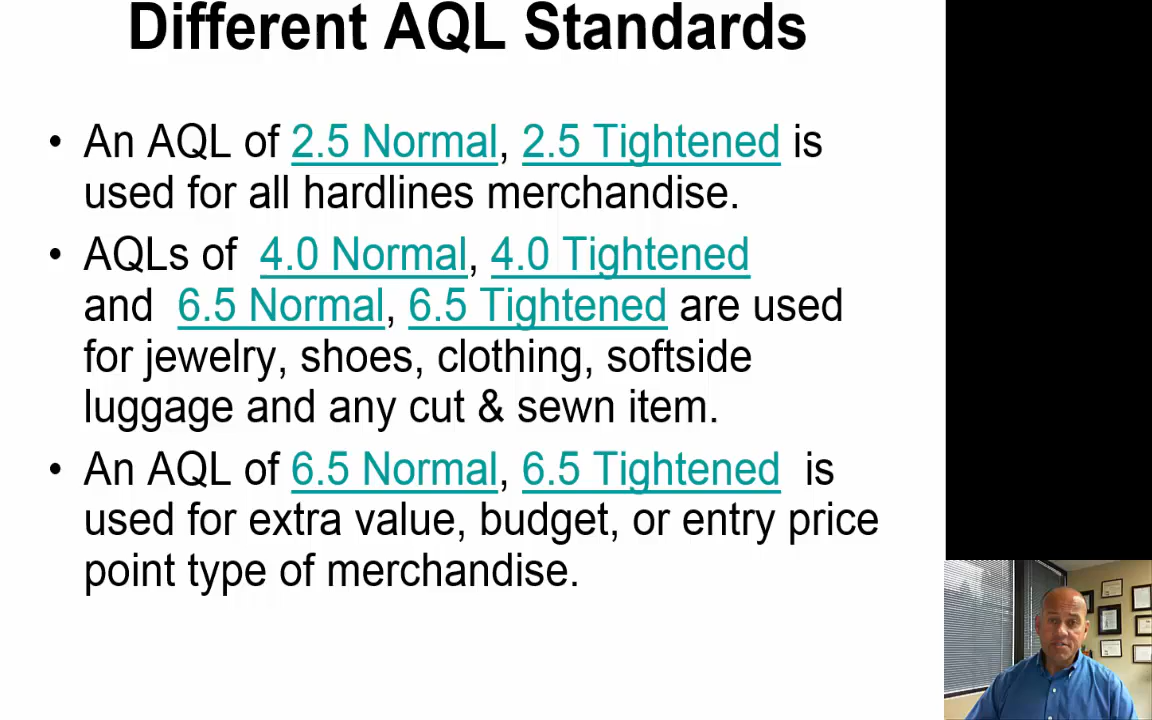 Different AQL Standards
• An AQL of 2.5 Normal, 2.5 Tightened is
used for all hardlines merchandise.
• AQLs of 4.0 Normal, 4.0 Tightened
and 6.5 Normal, 6.5 Tightened are used
for jewelry, shoes, clothing, softside
luggage and any cut & sewn item.
• An AQL of 6.5 Normal, 6.5 Tightened is
used for extra value, budget, or entry price
point type of merchandise.